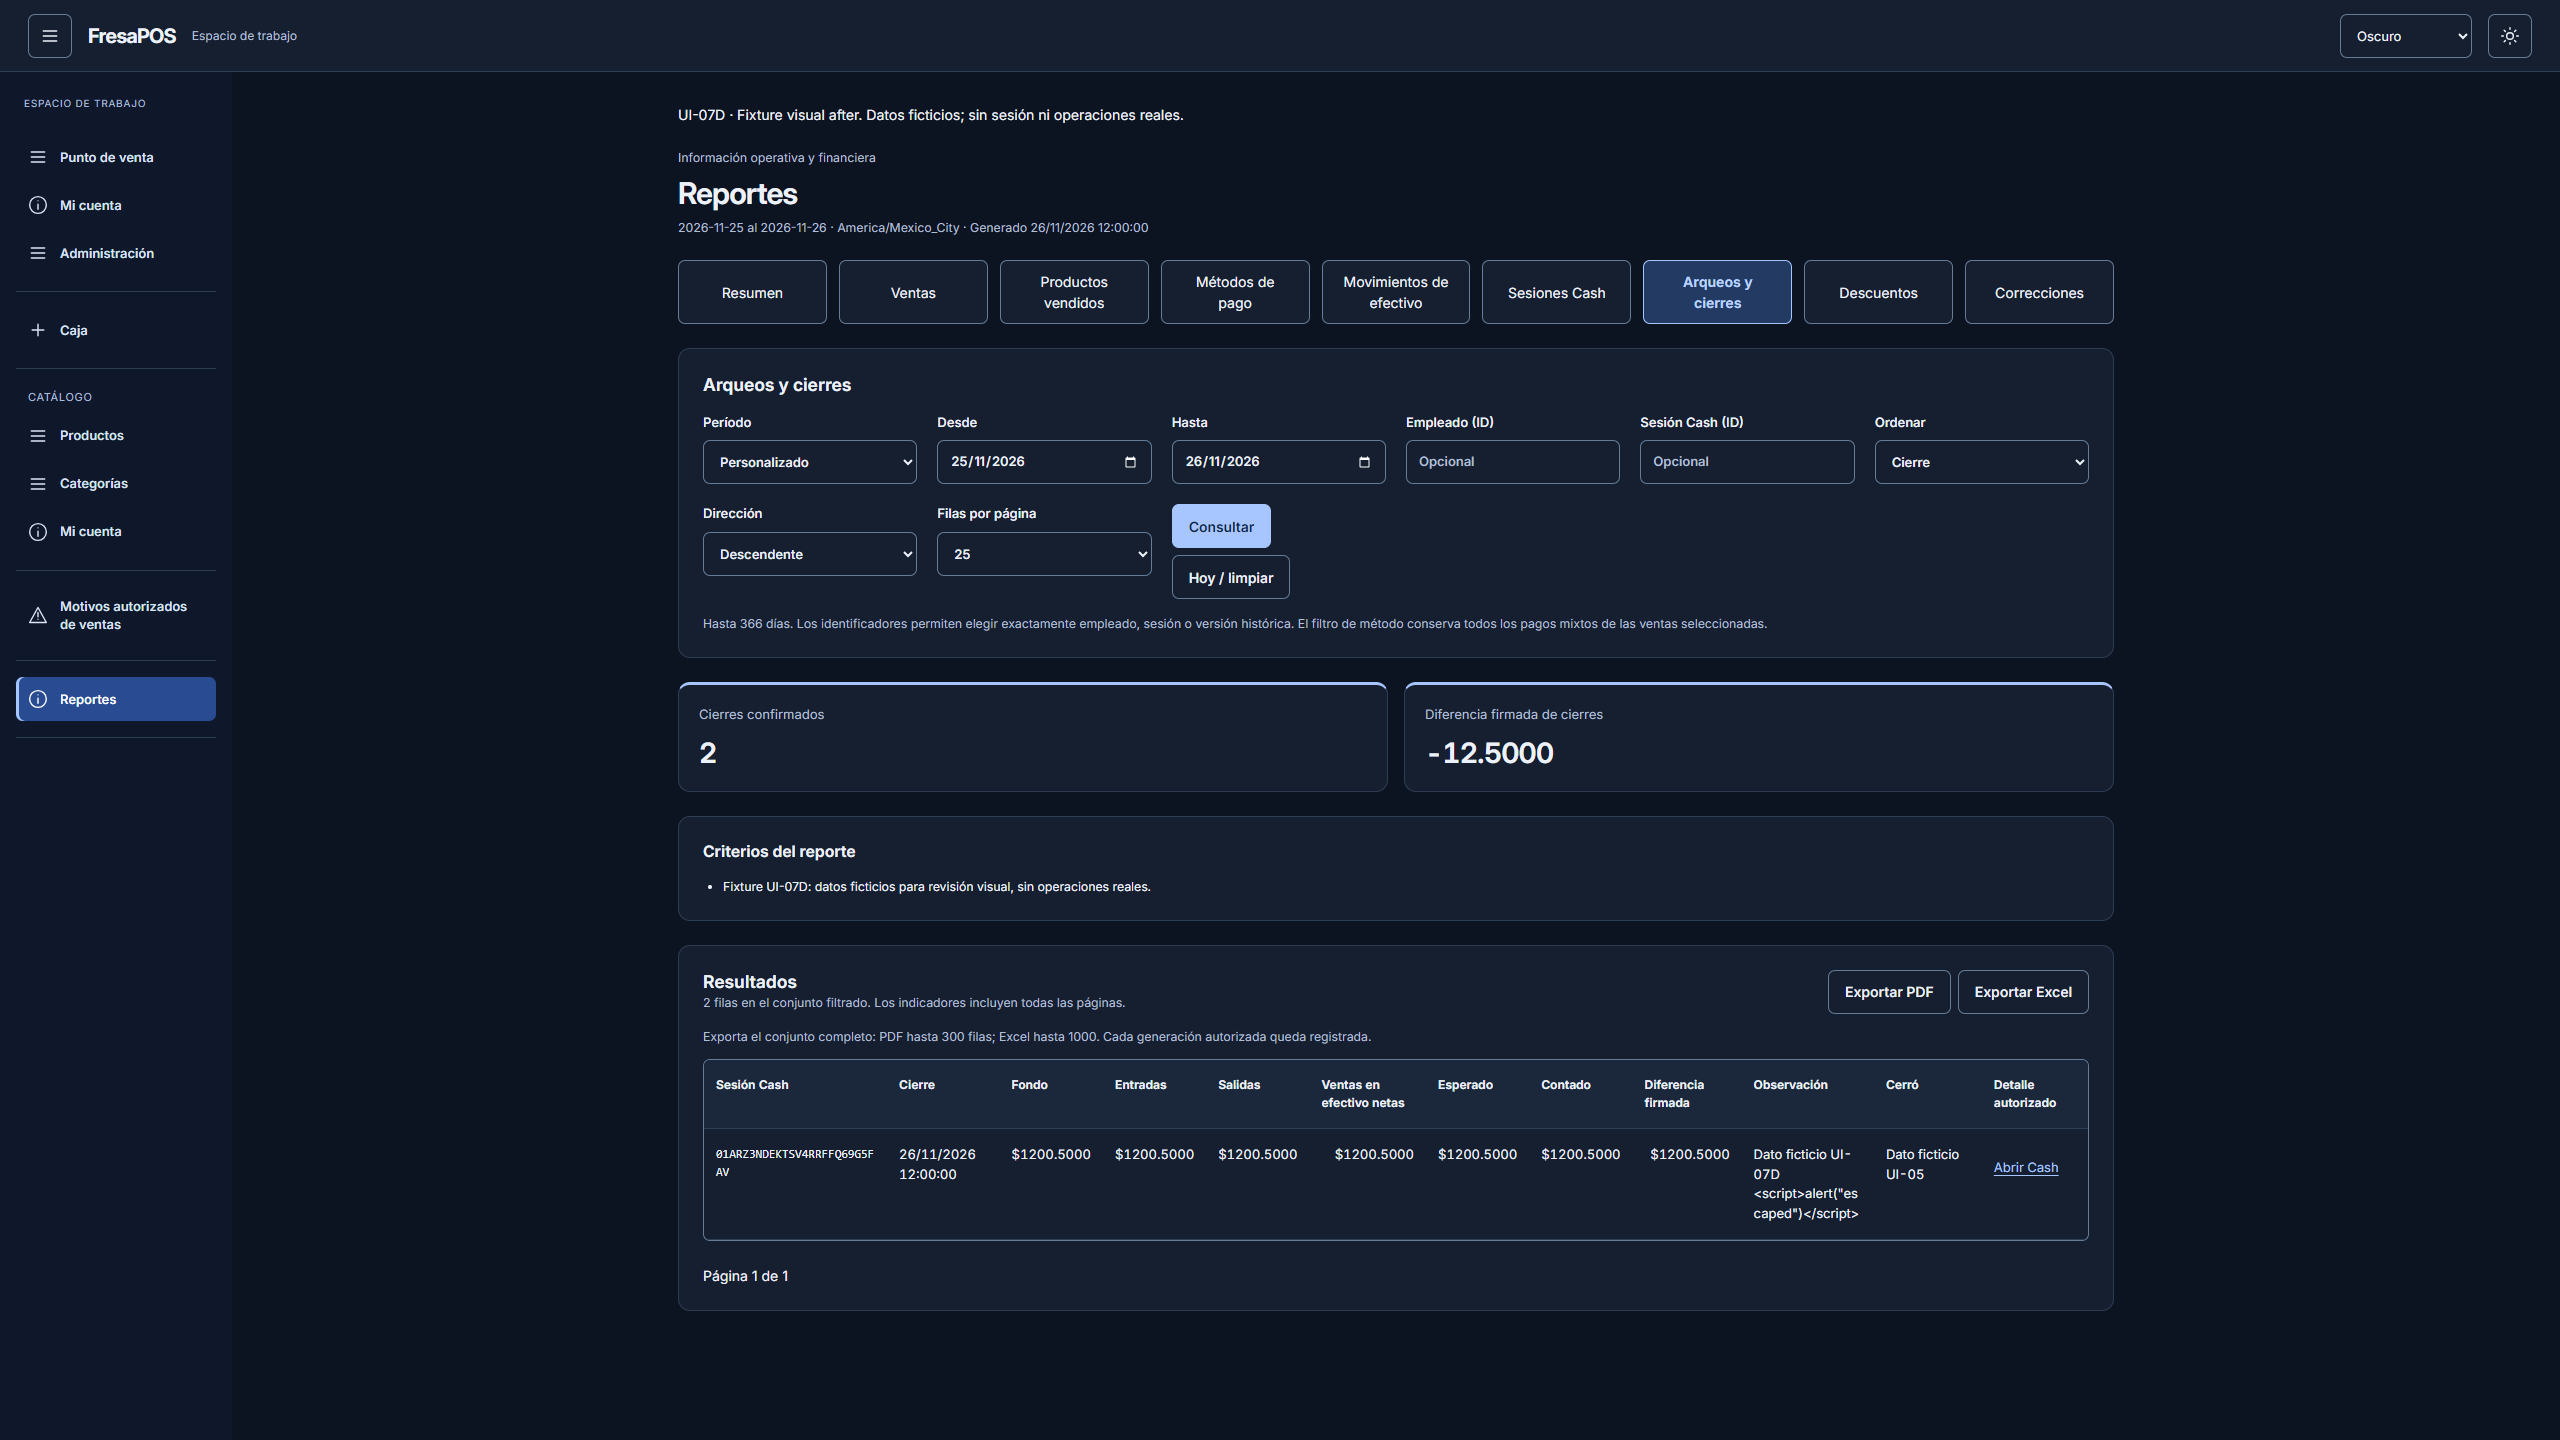 FresaPOS
Espacio de trabajo
Oscuro
ESPACIO DE TRABAJO
Punto de venta
Mi cuenta
Administración
Caja
CATÁLOGO
Productos
Categorías
Mi cuenta
Motivos autorizados
de ventas
Reportes
UI-07D · Fixture visual after. Datos ficticios; sin sesión ni operaciones reales.
Información operativa y financiera
Reportes
2026-11-25 al 2026-11-26 · America/Mexico_City · Generado 26/11/2026 12:00:00
Resumen
Ventas
Productos
vendidos
Métodos de
pago
Movimientos de
efectivo
Sesiones Cash
Arqueos y
cierres
Descuentos
Correcciones
Arqueos y cierres
Período
Desde
Hasta
Empleado (ID)
Sesión Cash (ID)
Ordenar
Personalizado
25/11/2026
26/11/2026
Opcional
Opcional
Cierre
Dirección
Filas por página
Descendente
25
Consultar
Hoy / limpiar
Hasta 366 días. Los identificadores permiten elegir exactamente empleado, sesión o versión histórica. El filtro de método conserva todos los pagos mixtos de las ventas seleccionadas.
Cierres confirmados
2
Diferencia firmada de cierres
-12.5000
Criterios del reporte
• Fixture UI-07D: datos ficticios para revisión visual, sin operaciones reales.
Resultados
2 filas en el conjunto filtrado. Los indicadores incluyen todas las páginas.
Exportar PDF
Exportar Excel
Exporta el conjunto completo: PDF hasta 300 filas; Excel hasta 1000. Cada generación autorizada queda registrada.
Sesión Cash
Cierre
Fondo
Entradas
Salidas
Ventas en
efectivo netas
Esperado
Contado
Diferencia
firmada
Observación
Cerró
Detalle
autorizado
01ARZ3NDEKTSV4RRFFQ69G5F
AV
26/11/2026
12:00:00
$1200.5000
$1200.5000
$1200.5000
$1200.5000
$1200.5000
$1200.5000
$1200.5000
Dato ficticio UI-
07D
<script>alert("es
caped")</script>
Dato ficticio
UI-05
Abrir Cash
Página 1 de 1